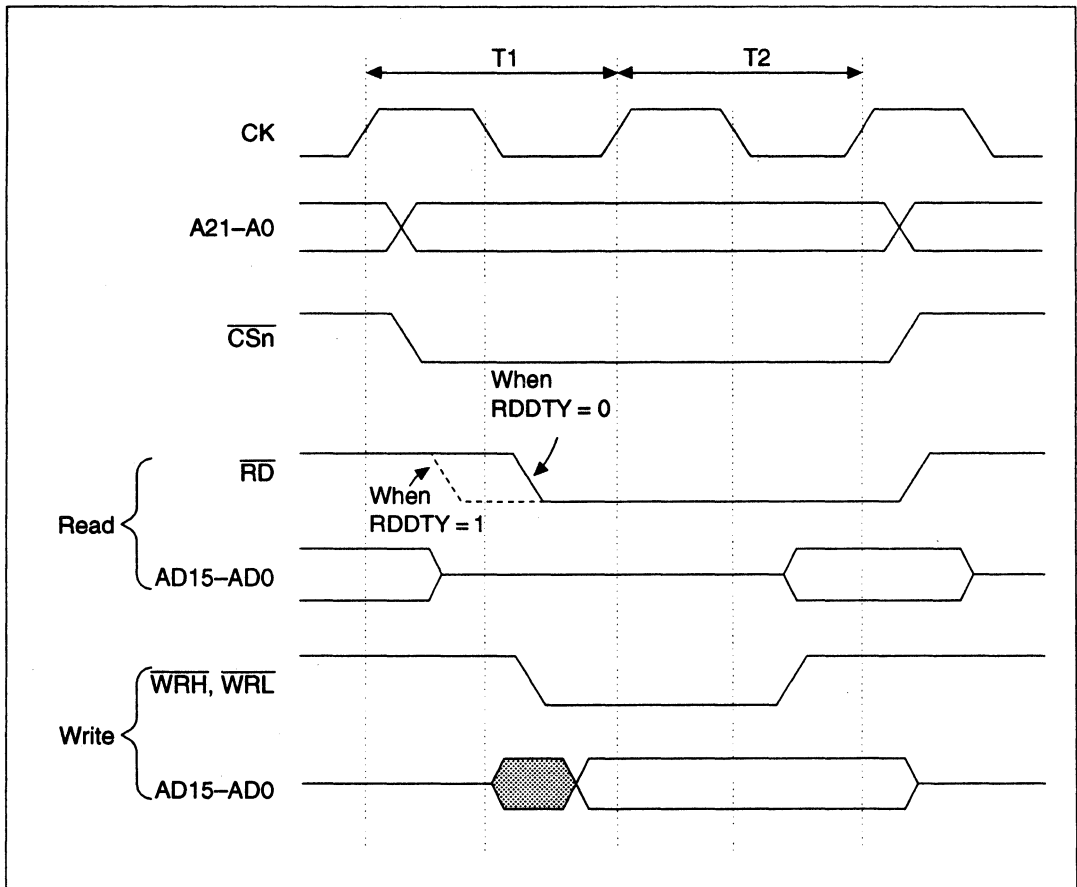 T1 T2
CK
A21–A0
CSn
When
RDDTY = 0
RD
When
RDDTY = 1
Read
AD15–AD0
WRH, WRL
Write
AD15–AD0